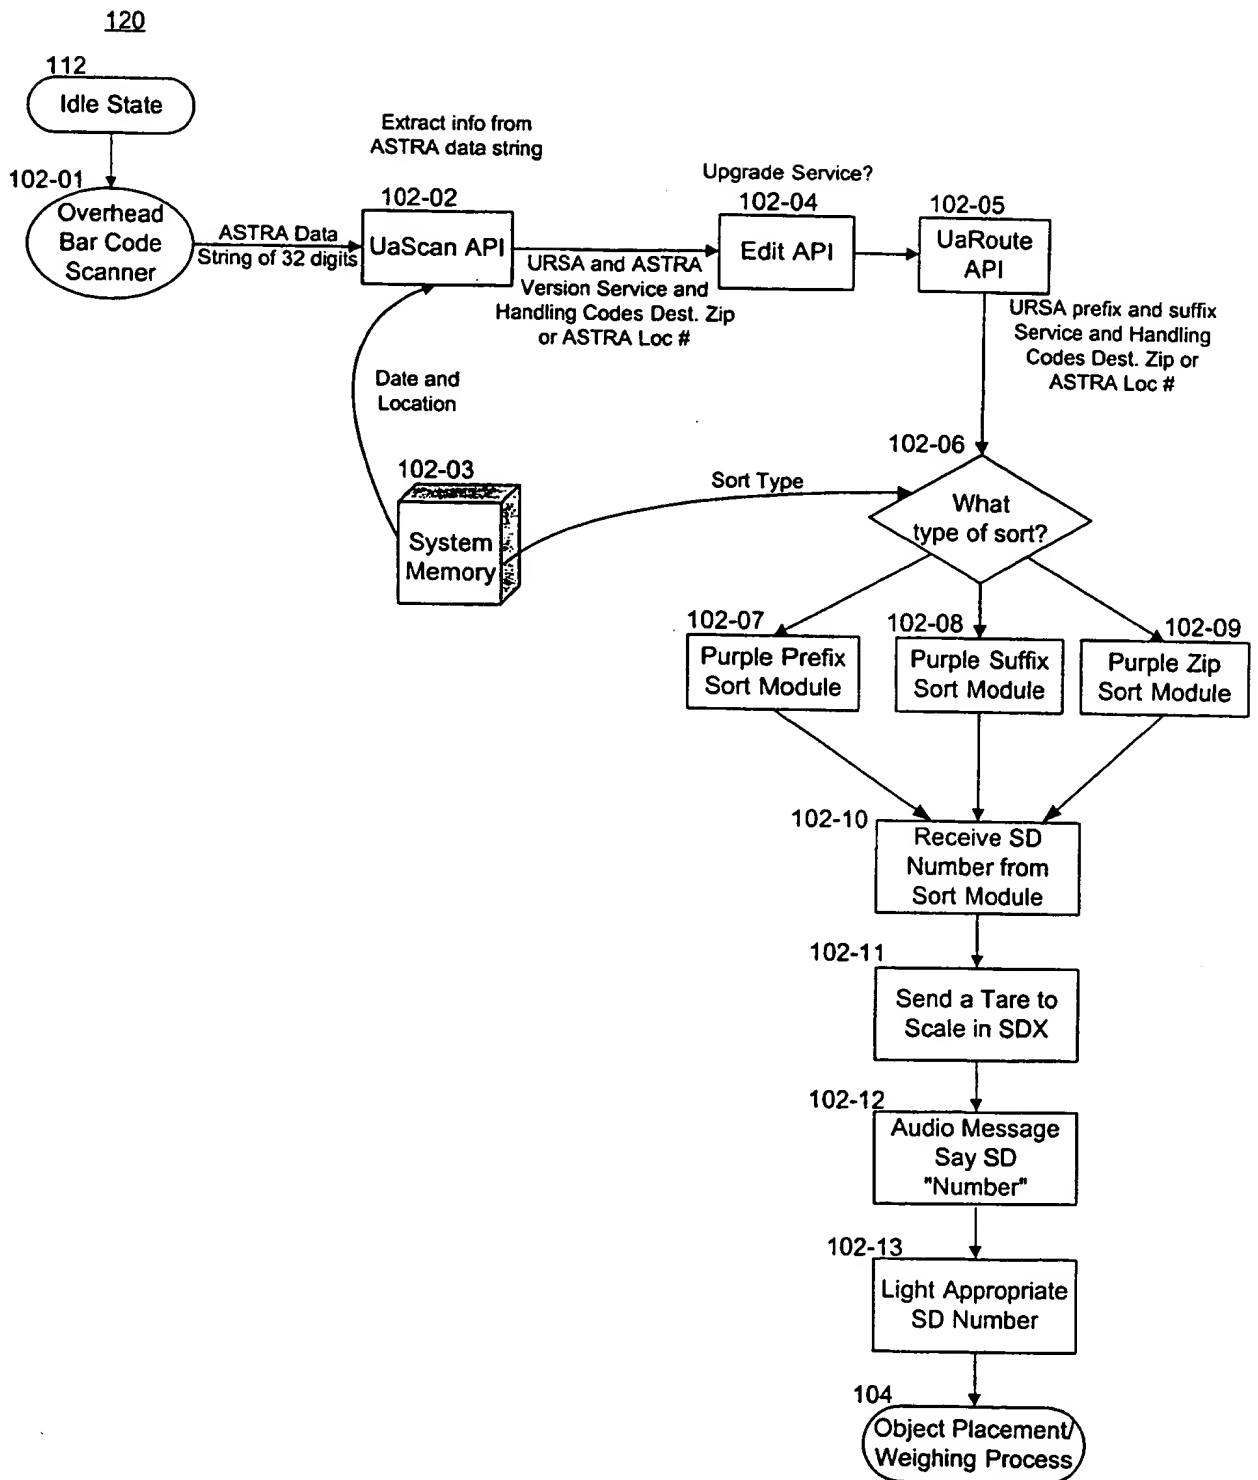 120
112
Idle State
102-01
Overhead
Bar Code
Scanner
ASTRA Data
String of 32 digits
Extract info from
ASTRA data string
102-02
UaScan API
URSA and ASTRA
Version Service and
Handling Codes Dest. Zip
or ASTRA Loc #
Upgrade Service?
102-04
Edit API
102-05
UaRoute
API
URSA prefix and suffix
Service and Handling
Codes Dest. Zip or
ASTRA Loc #
Date and
Location
102-03
System
Memory
Sort Type
102-06
What
type of sort?
102-07
Purple Prefix
Sort Module
102-08
Purple Suffix
Sort Module
102-09
Purple Zip
Sort Module
102-10
Receive SD
Number from
Sort Module
102-11
Send a Tare to
Scale in SDX
102-12
Audio Message
Say SD
"Number"
102-13
Light Appropriate
SD Number
104
Object Placement/
Weighing Process